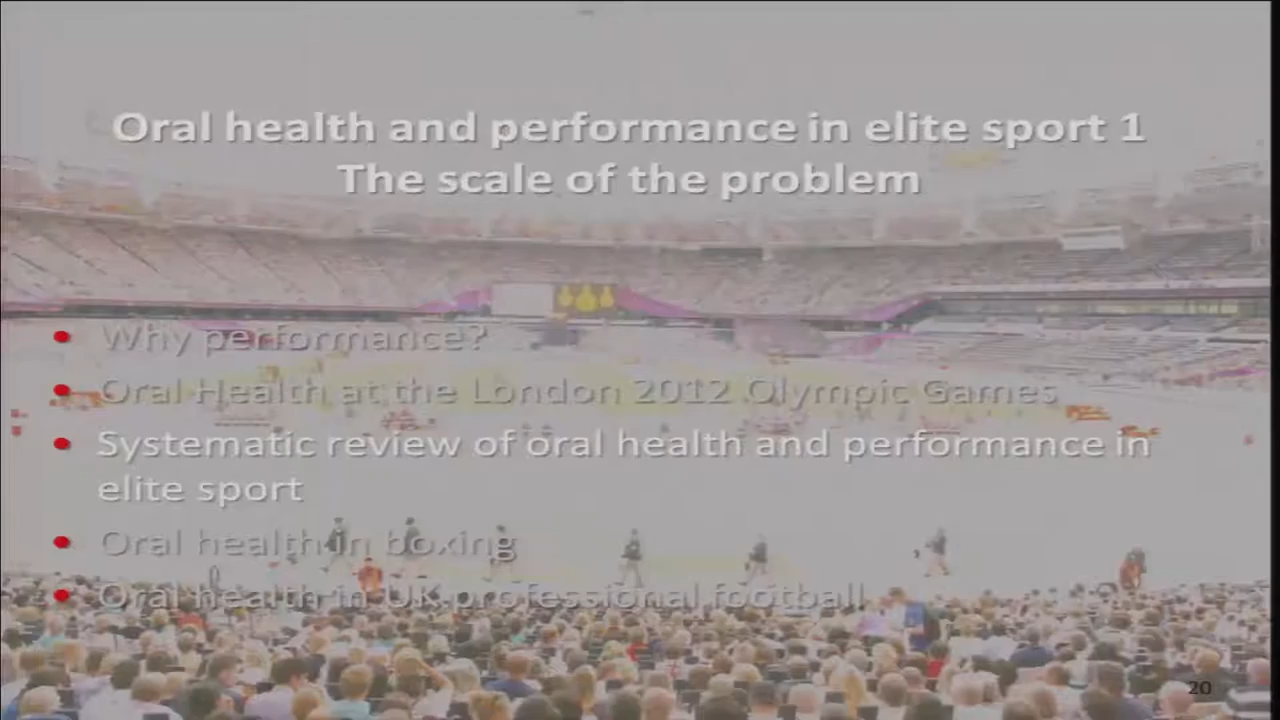 Oral health and performance in elite sport 1
The scale of the problem
Why performance?
Oral Health at the London 2012 Olympic Games
Systematic review of oral health and performance in
elite sport
Oral health in boxing
Oral health in UK professional football
20